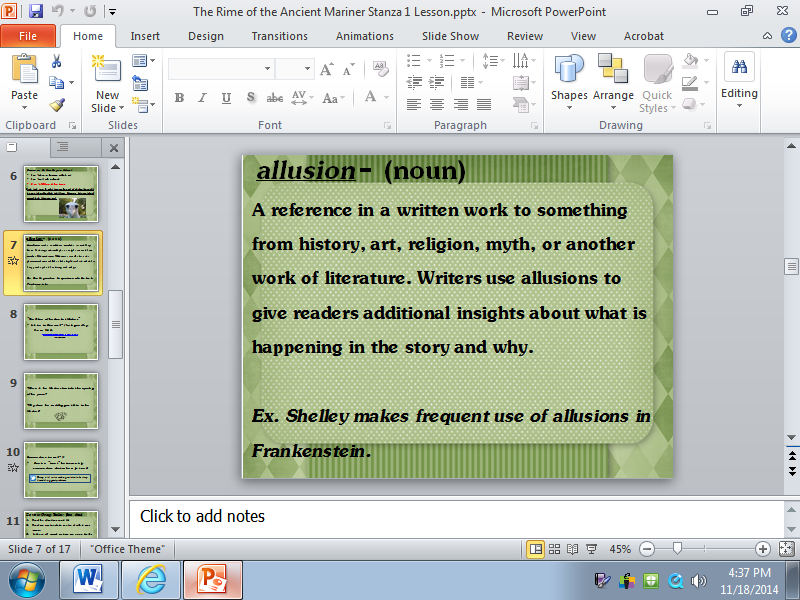 The Rime of the Ancient Mariner Stanza 1 Lesson.pptx - Microsoft PowerPoint
File Home Insert Design Transitions Animations Slide Show Review View Acrobat
Paste
New Slide
B I U S abc AV Aa A
Shapes Arrange Quick Styles
Editing
Clipboard Slides Font Paragraph Drawing
6
7
8
9
10
11
allusion- (noun)
A reference in a written work to something
from history, art, religion, myth, or another
work of literature. Writers use allusions to
give readers additional insights about what is
happening in the story and why.
Ex. Shelley makes frequent use of allusions in
Frankenstein.
Click to add notes
Slide 7 of 17 "Office Theme" 45%
4:37 PM
11/18/2014